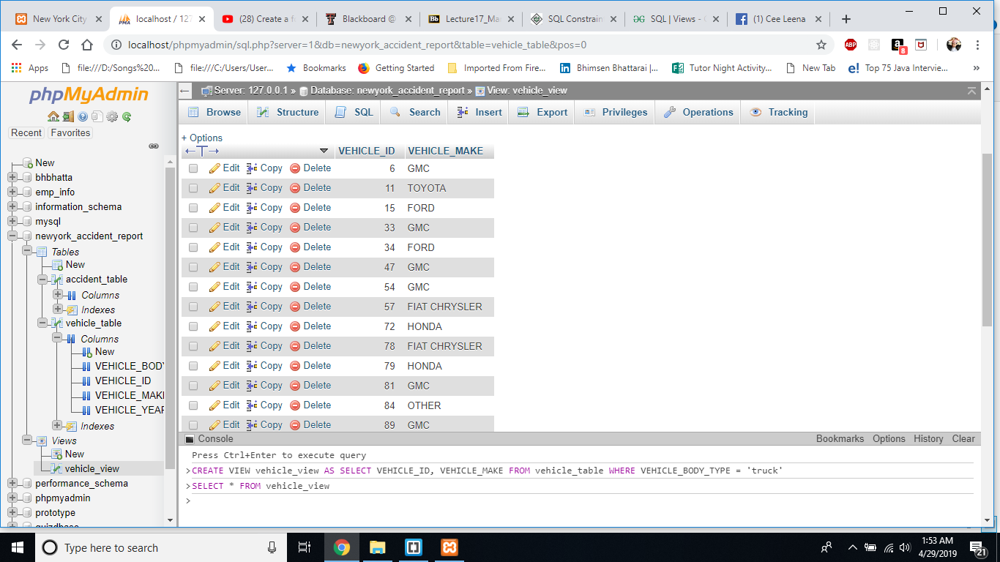 New York City
localhost / 127
(28) Create a f
Blackboard @
Lecture17_Ma
SQL Constrain
SQL | Views -
(1) Cee Leena
localhost/phpmyadmin/sql.php?server=1&db=newyork_accident_report&table=vehicle_table&pos=0
ABP
8
Apps
file:///D:/Songs%20...
file:///C:/Users/User...
Bookmarks
Getting Started
Imported From Fire...
Bhimsen Bhattarai |...
Tutor Night Activity...
New Tab
Top 75 Java Intervie...
»
phpMyAdmin
Recent
Favorites
New
bhbhatta
emp_info
information_schema
mysql
newyork_accident_report
Tables
New
accident_table
Columns
Indexes
vehicle_table
Columns
New
VEHICLE_BODY
VEHICLE_ID
VEHICLE_MAKE
VEHICLE_YEAR
Indexes
Views
New
vehicle_view
performance_schema
phpmyadmin
prototype
quizdbase
Server: 127.0.0.1 » Database: newyork_accident_report » View: vehicle_view
Browse Structure SQL Search Insert Export Privileges Operations Tracking
+ Options
VEHICLE_ID VEHICLE_MAKE
Edit Copy Delete 6 GMC
Edit Copy Delete 11 TOYOTA
Edit Copy Delete 15 FORD
Edit Copy Delete 33 GMC
Edit Copy Delete 34 FORD
Edit Copy Delete 47 GMC
Edit Copy Delete 54 GMC
Edit Copy Delete 57 FIAT CHRYSLER
Edit Copy Delete 72 HONDA
Edit Copy Delete 78 FIAT CHRYSLER
Edit Copy Delete 79 HONDA
Edit Copy Delete 81 GMC
Edit Copy Delete 84 OTHER
Edit Copy Delete 89 GMC
Console
Bookmarks Options History Clear
Press Ctrl+Enter to execute query
>CREATE VIEW vehicle_view AS SELECT VEHICLE_ID, VEHICLE_MAKE FROM vehicle_table WHERE VEHICLE_BODY_TYPE = 'truck'
>SELECT * FROM vehicle_view
>
Type here to search
1:53 AM
4/29/2019
21